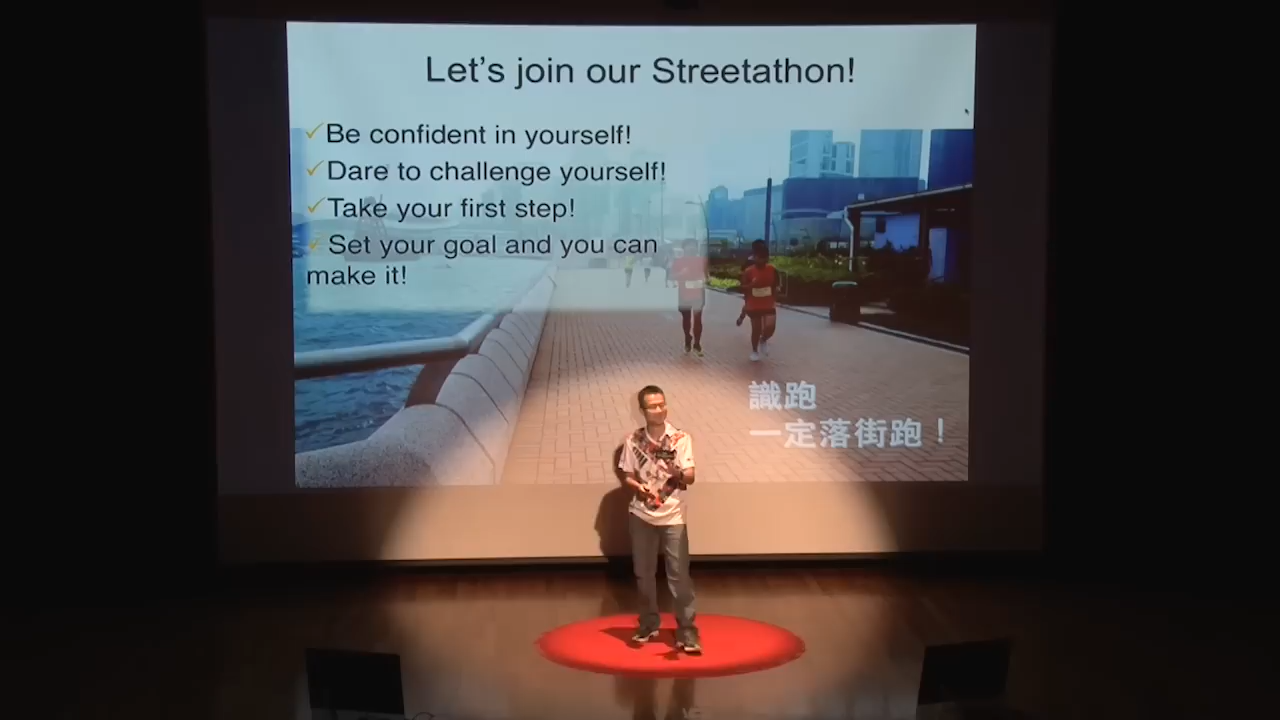 Let's join our Streetathon!
Be confident in yourself!
Dare to challenge yourself!
Take your first step!
Set your goal and you can
make it!
識跑
一定落街跑！